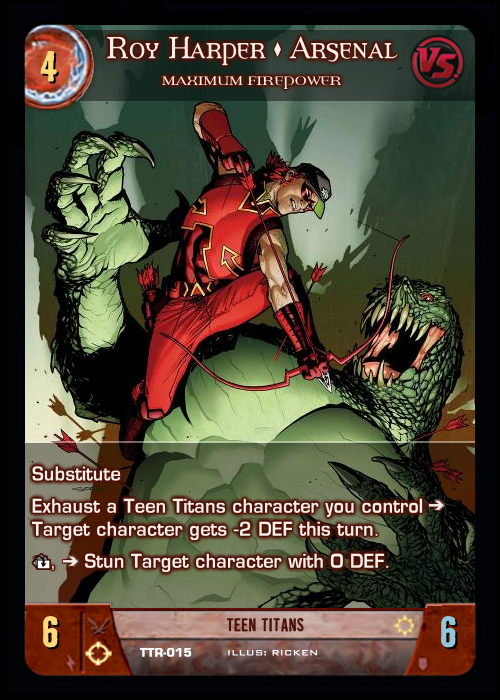 4
Roy Harper ♦ Arsenal
VS
MAXIMUM FIREPOWER
Substitute
Exhaust a Teen Titans character you control ➔
Target character gets -2 DEF this turn.
➔ Stun Target character with 0 DEF.
6
TEEN TITANS
6
TTR-015
ILLUS: RICKEN